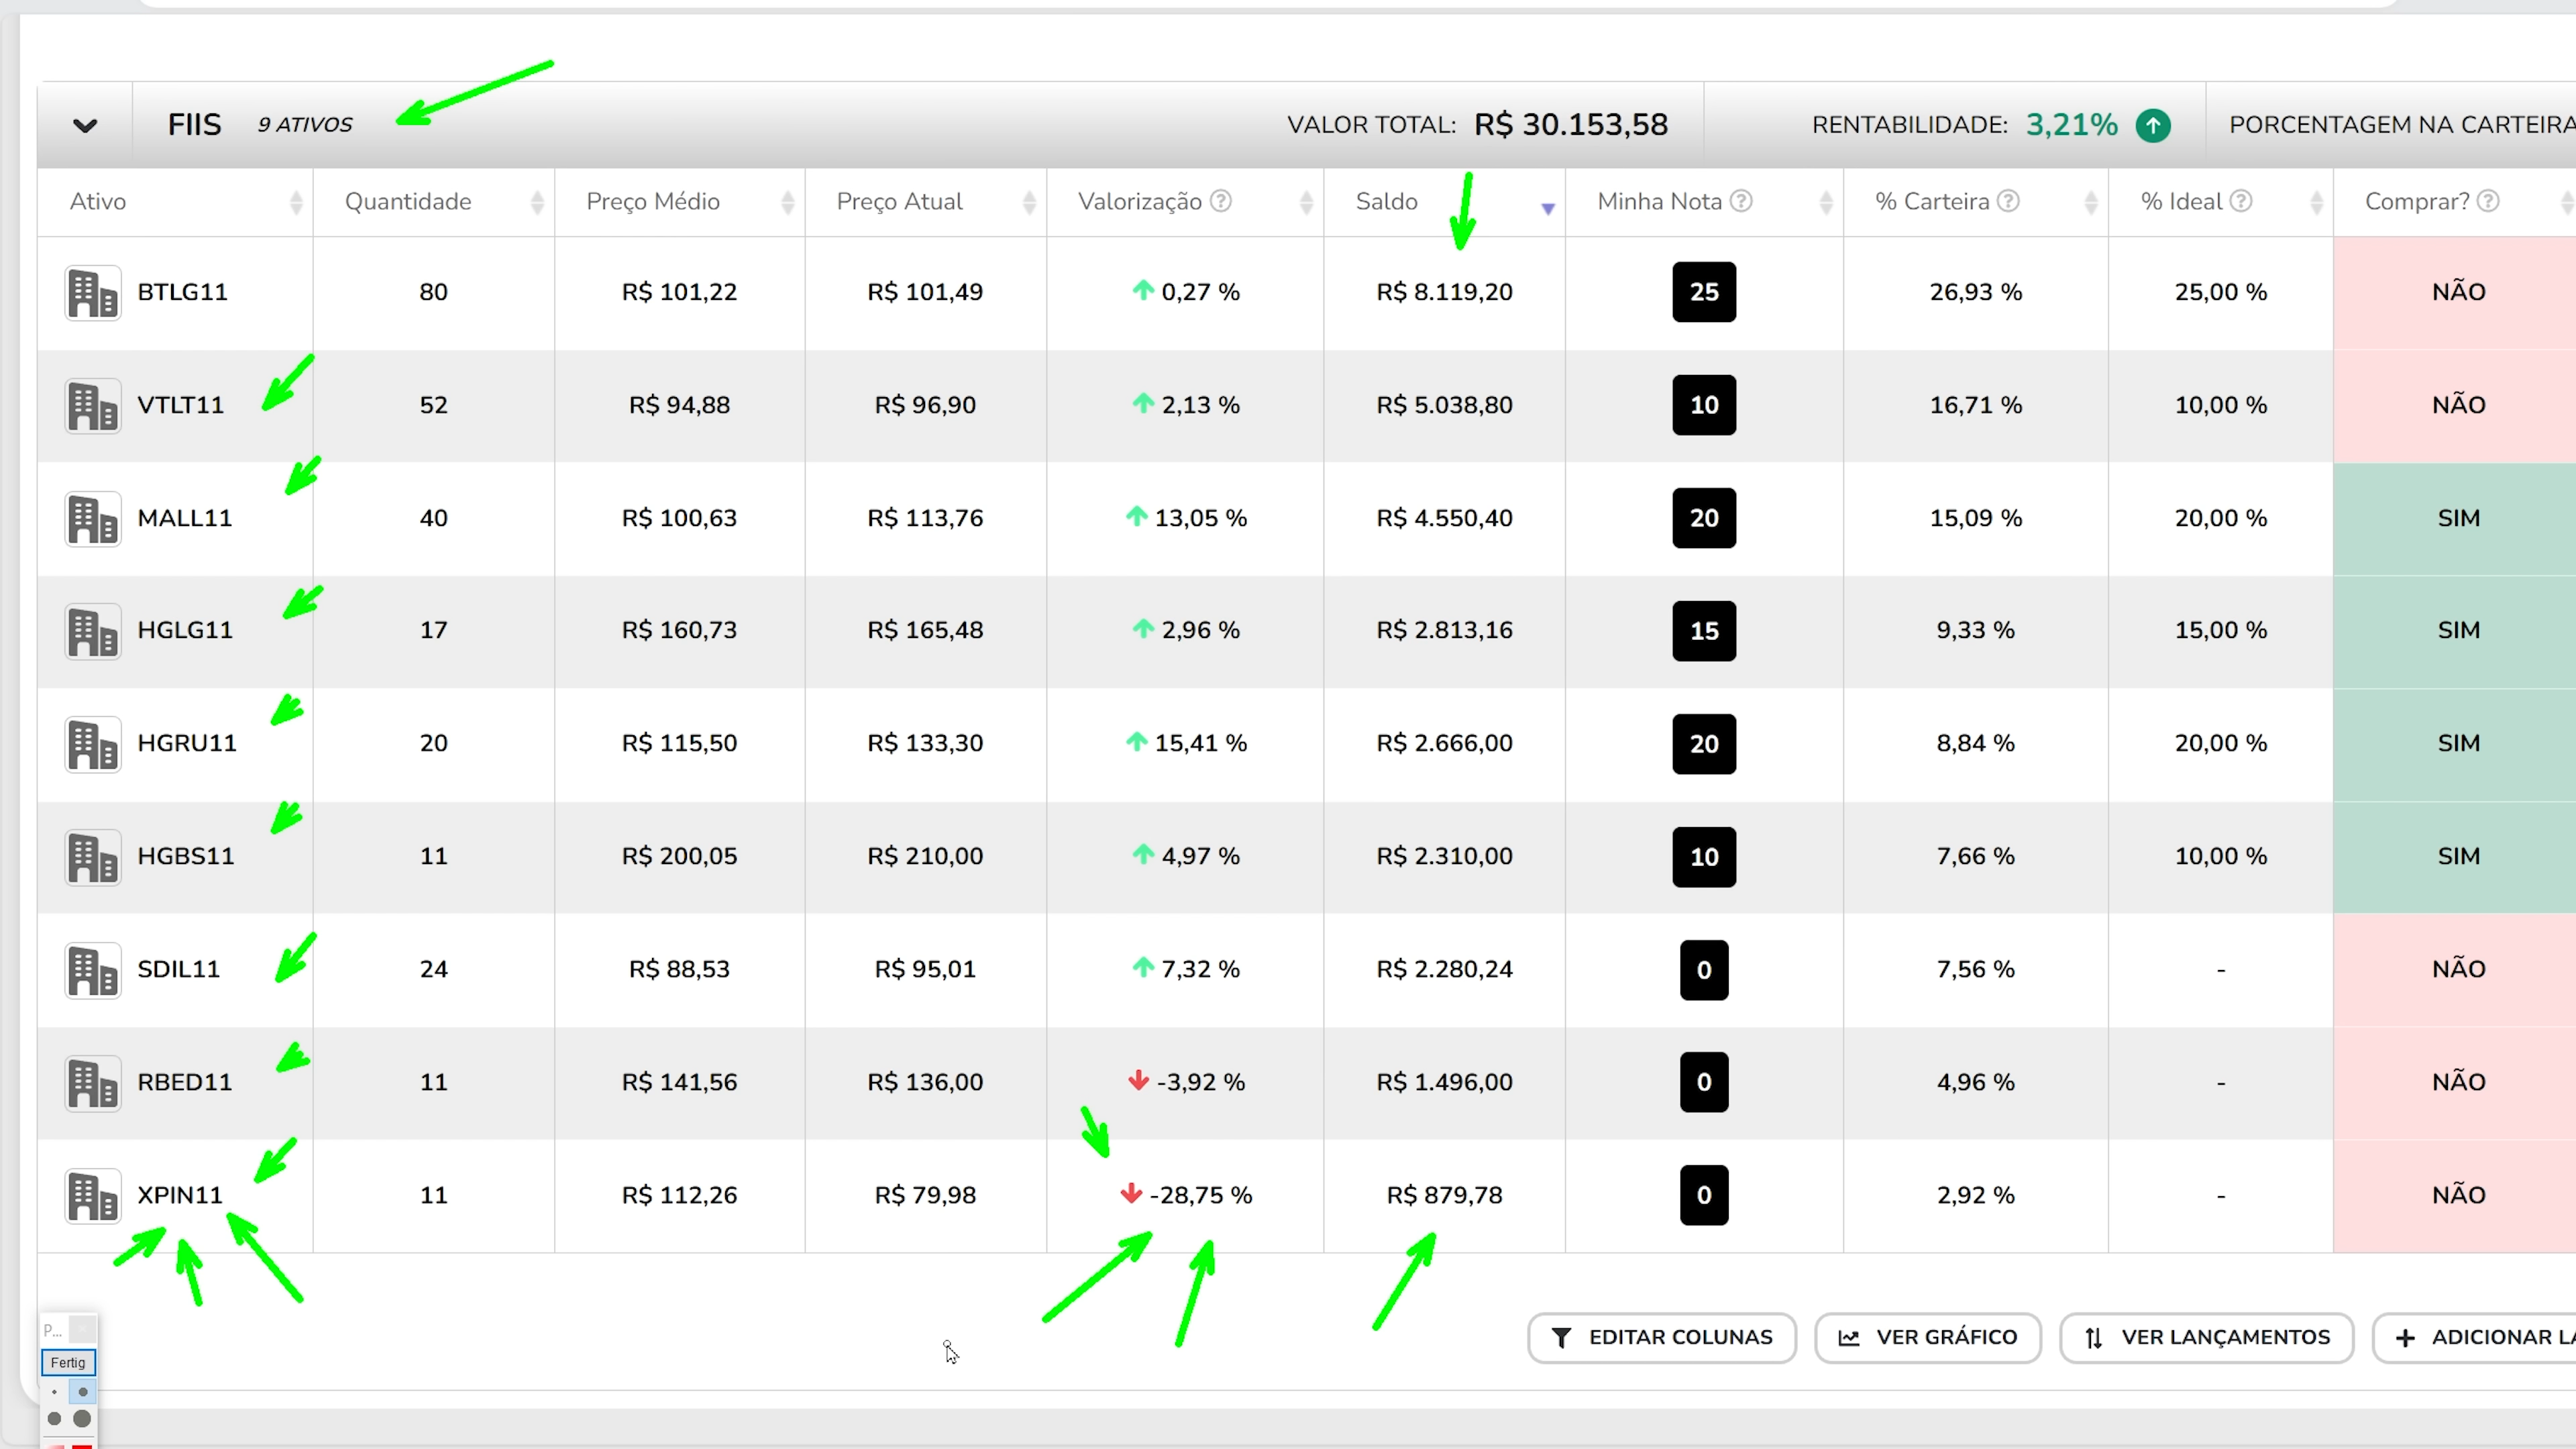 FIIS 9 ATIVOS VALOR TOTAL: R$ 30.153,58 RENTABILIDADE: 3,21% PORCENTAGEM NA CARTEIRA
Ativo Quantidade Preço Médio Preço Atual Valorização ? Saldo Minha Nota ? % Carteira ? % Ideal ? Comprar? ?
BTLG11 80 R$ 101,22 R$ 101,49 0,27 % R$ 8.119,20 25 26,93 % 25,00 % NÃO
VTLT11 52 R$ 94,88 R$ 96,90 2,13 % R$ 5.038,80 10 16,71 % 10,00 % NÃO
MALL11 40 R$ 100,63 R$ 113,76 13,05 % R$ 4.550,40 20 15,09 % 20,00 % SIM
HGLG11 17 R$ 160,73 R$ 165,48 2,96 % R$ 2.813,16 15 9,33 % 15,00 % SIM
HGRU11 20 R$ 115,50 R$ 133,30 15,41 % R$ 2.666,00 20 8,84 % 20,00 % SIM
HGBS11 11 R$ 200,05 R$ 210,00 4,97 % R$ 2.310,00 10 7,66 % 10,00 % SIM
SDIL11 24 R$ 88,53 R$ 95,01 7,32 % R$ 2.280,24 0 7,56 % - NÃO
RBED11 11 R$ 141,56 R$ 136,00 -3,92 % R$ 1.496,00 0 4,96 % - NÃO
XPIN11 11 R$ 112,26 R$ 79,98 -28,75 % R$ 879,78 0 2,92 % - NÃO
P...
EDITAR COLUNAS VER GRÁFICO VER LANÇAMENTOS + ADICIONAR LA
Fertig